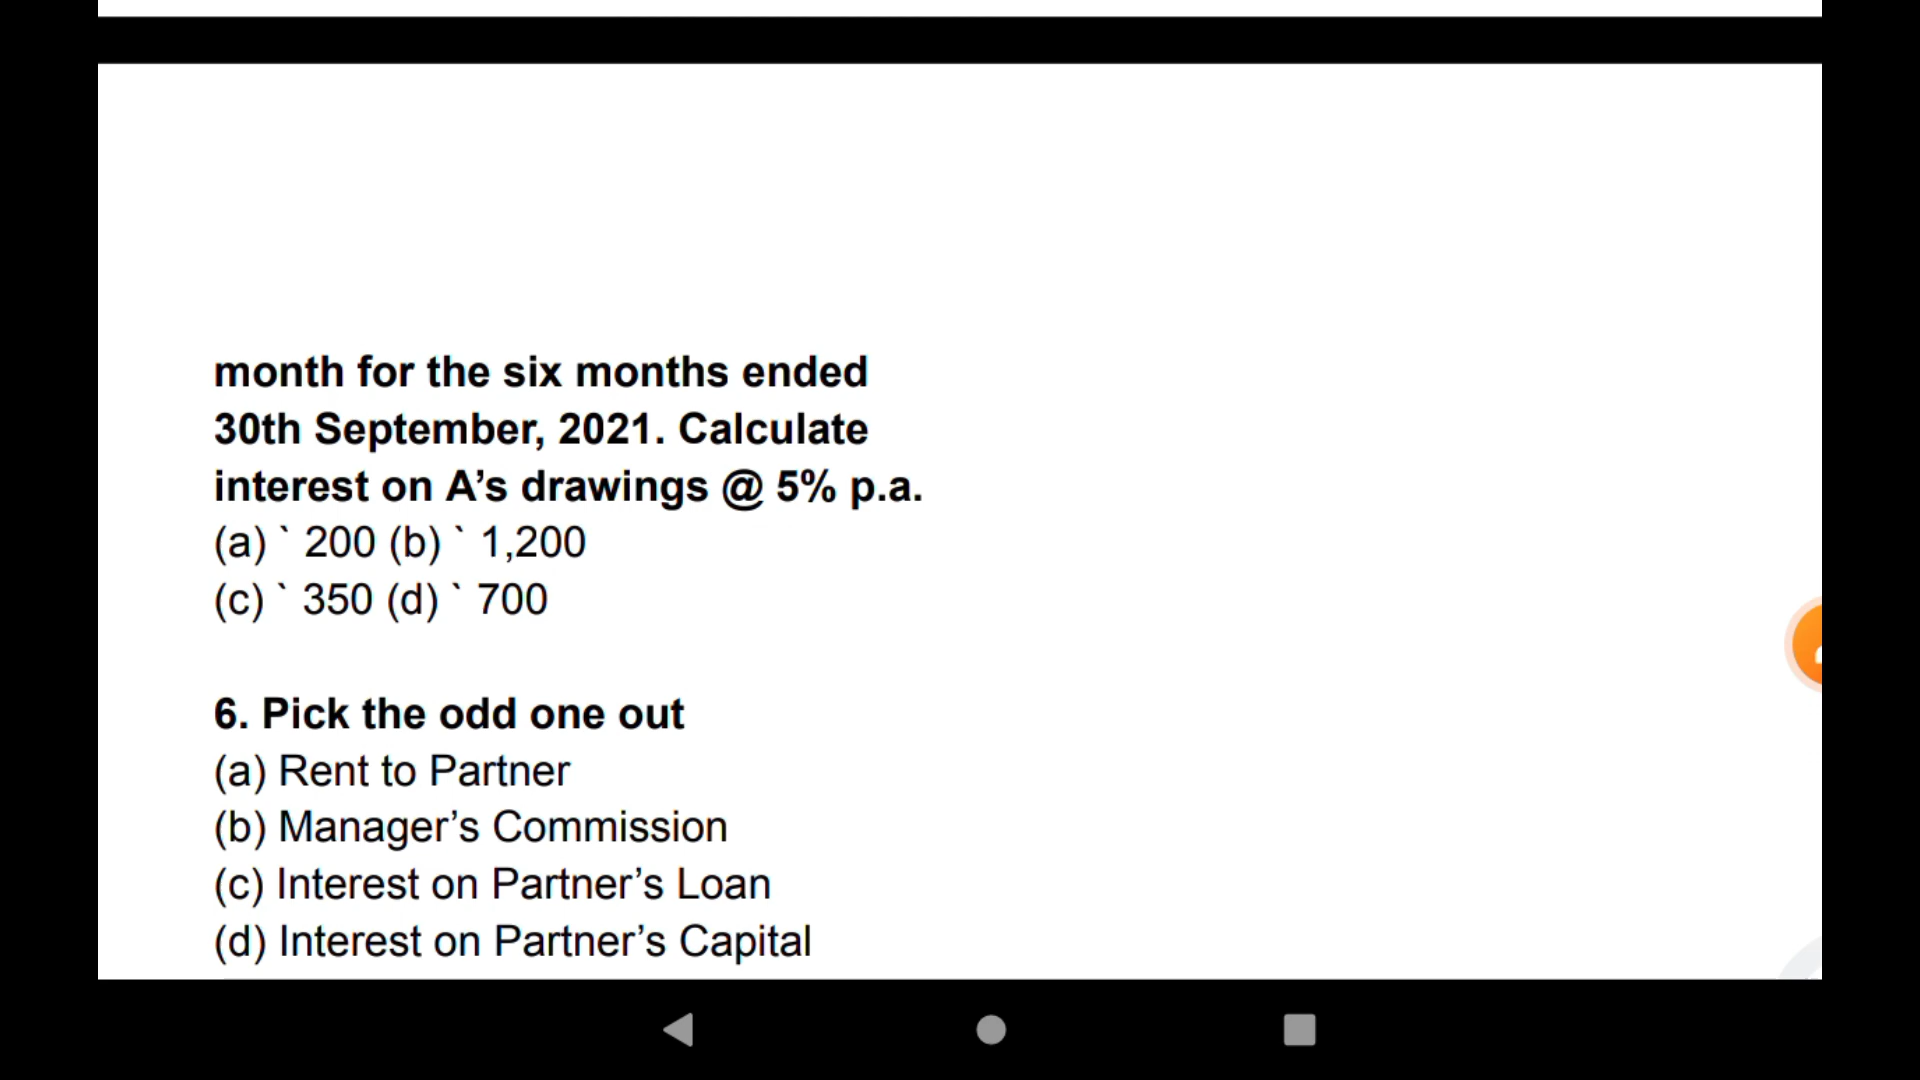 month for the six months ended
30th September, 2021. Calculate
interest on A’s drawings @ 5% p.a.
(a) ` 200 (b) ` 1,200
(c) ` 350 (d) ` 700
6. Pick the odd one out
(a) Rent to Partner
(b) Manager’s Commission
(c) Interest on Partner’s Loan
(d) Interest on Partner’s Capital